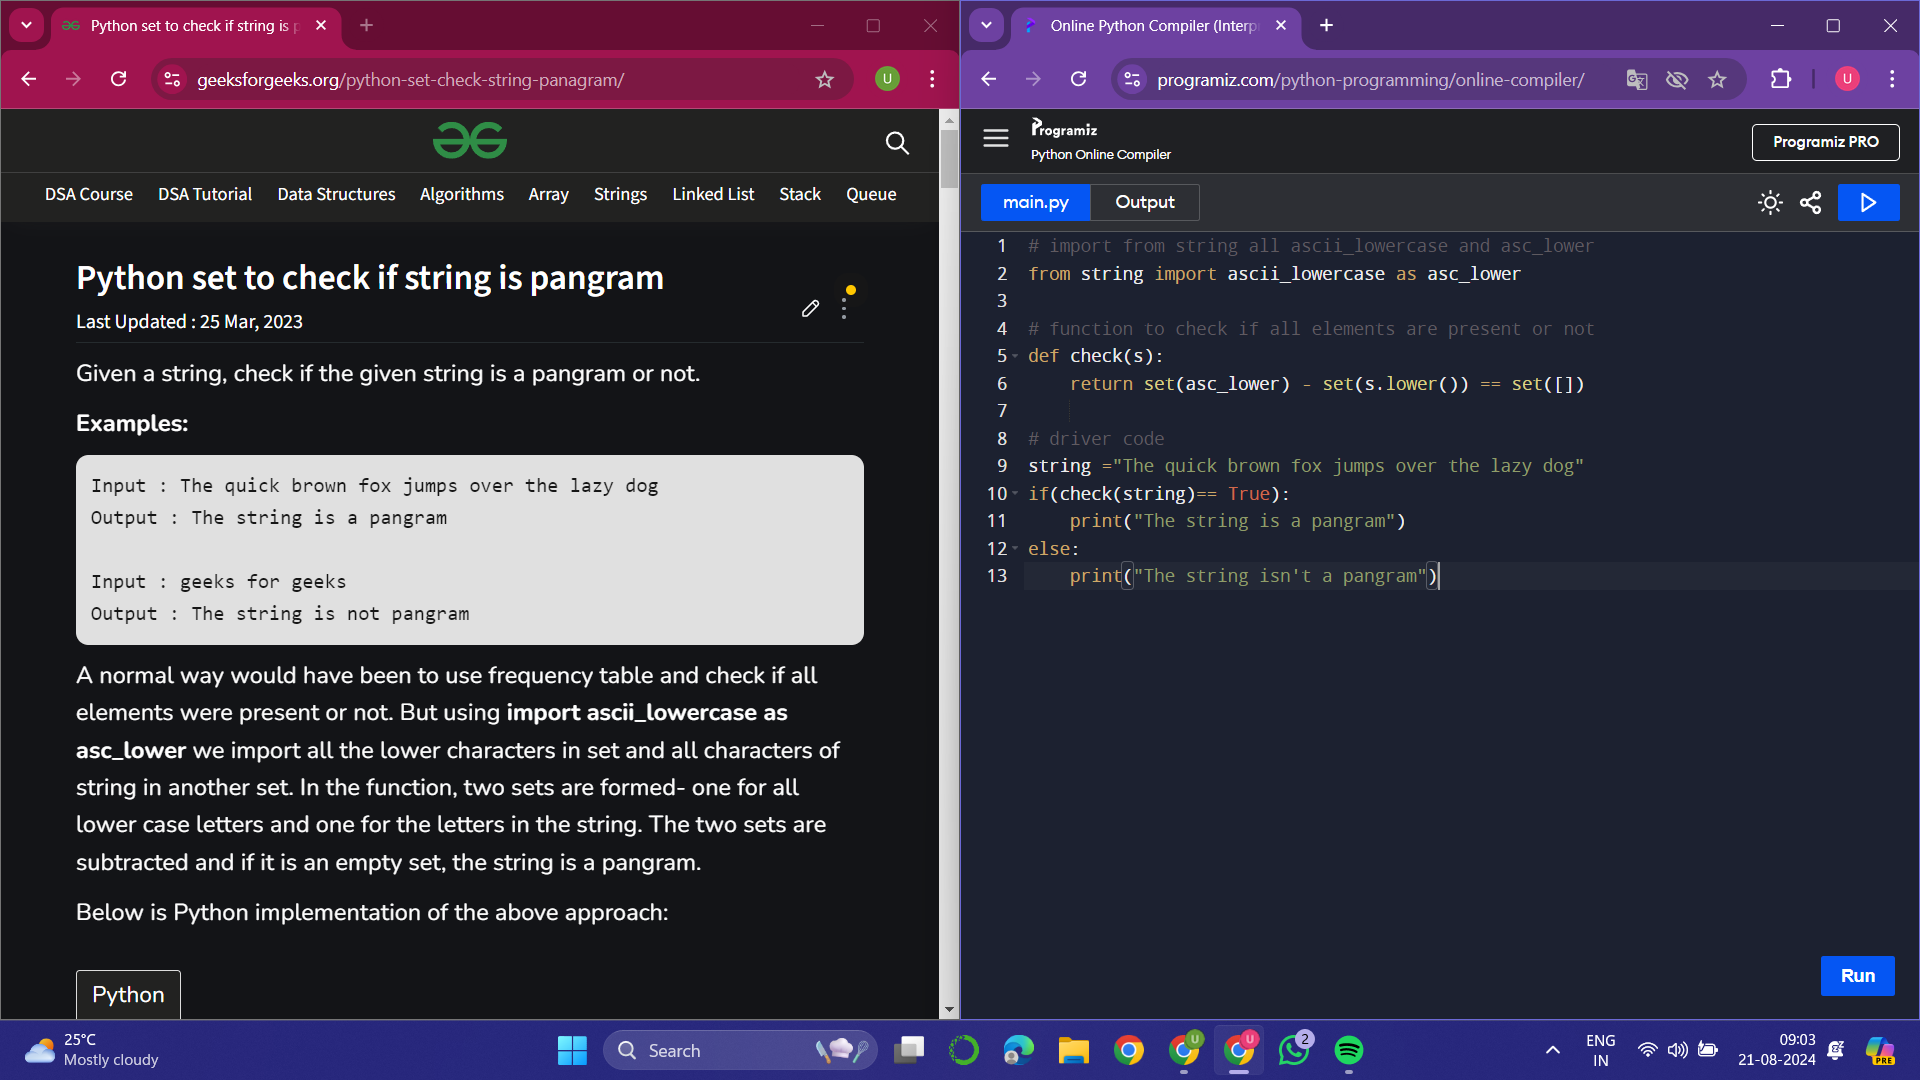 Python set to check if string is p
geeksforgeeks.org/python-set-check-string-panagram/
U
DSA Course DSA Tutorial Data Structures Algorithms Array Strings Linked List Stack Queue
Python set to check if string is pangram
Last Updated : 25 Mar, 2023
Given a string, check if the given string is a pangram or not.
Examples:
Input : The quick brown fox jumps over the lazy dog
Output : The string is a pangram
Input : geeks for geeks
Output : The string is not pangram
A normal way would have been to use frequency table and check if all
elements were present or not. But using import ascii_lowercase as
asc_lower we import all the lower characters in set and all characters of
string in another set. In the function, two sets are formed- one for all
lower case letters and one for the letters in the string. The two sets are
subtracted and if it is an empty set, the string is a pangram.
Below is Python implementation of the above approach:
Python
Online Python Compiler (Interp
programiz.com/python-programming/online-compiler/
U
Programiz
Python Online Compiler
Programiz PRO
main.py Output
1 # import from string all ascii_lowercase and asc_lower
2 from string import ascii_lowercase as asc_lower
3
4 # function to check if all elements are present or not
5 def check(s):
6 return set(asc_lower) - set(s.lower()) == set([])
7
8 # driver code
9 string ="The quick brown fox jumps over the lazy dog"
10 if(check(string)== True):
11 print("The string is a pangram")
12 else:
13 print("The string isn't a pangram")
Run
25°C
Mostly cloudy
Search
U
U
2
ENG
IN
09:03
21-08-2024
PRE